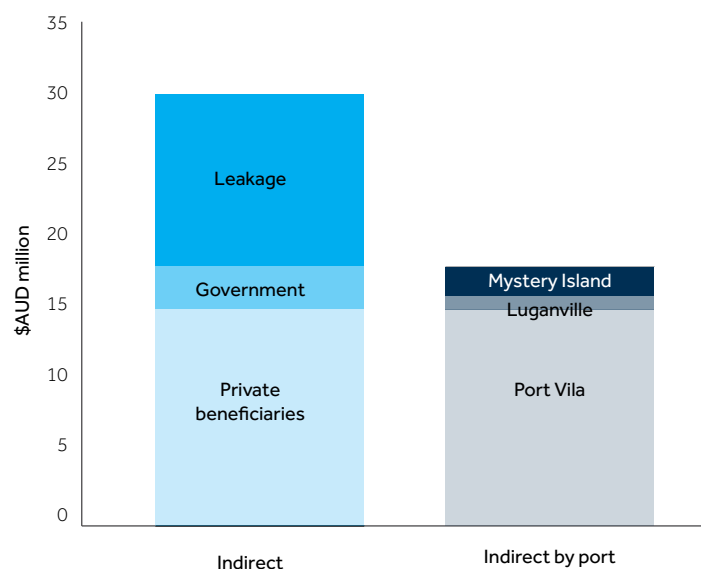 $AUD million
35
30
25
20
15
10
5
0
Leakage
Government
Private
beneficiaries
Mystery Island
Luganville
Port Vila
Indirect
Indirect by port